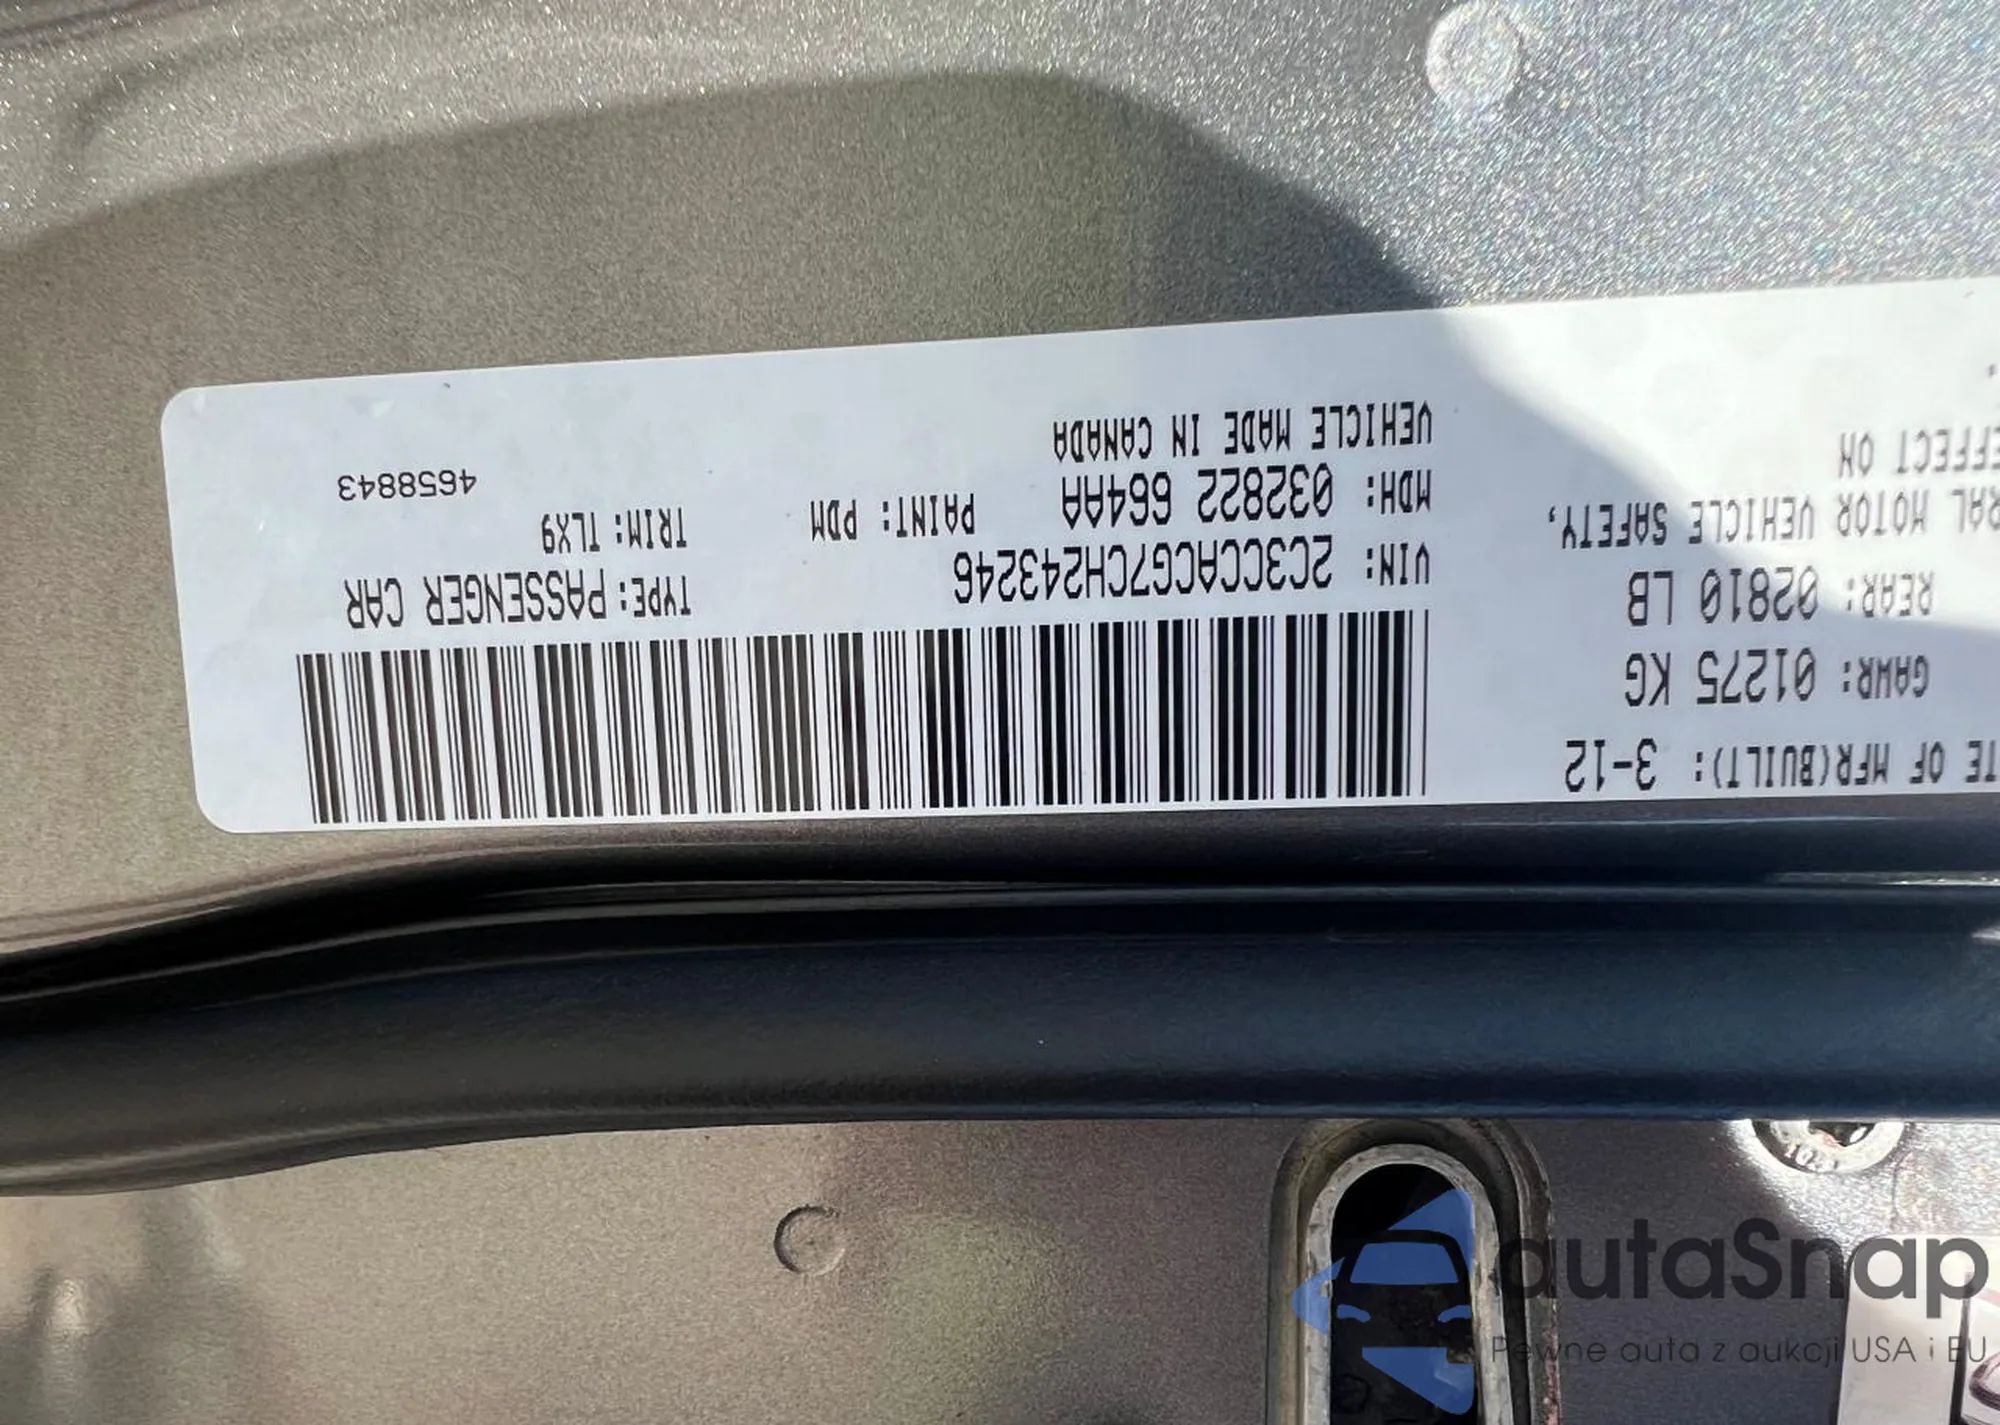 TE OF MFR(BUILT): 3-12
GAWR: 01275 KG
REAR: 02810 LB
RAL MOTOR VEHICLE SAFETY,
EFFECT ON
VIN: 2C3CCACG7CH243246
TYPE: PASSENGER CAR
MDH: 032822 664AA
PAINT: PDM
TRIM: TLX9
VEHICLE MADE IN CANADA
4658843
autaSnap
Pewne auta z aukcji USA i EU